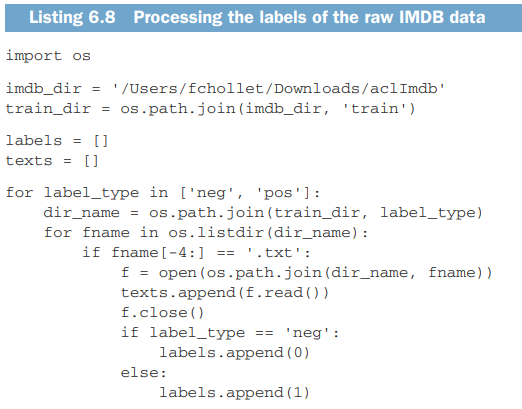 Listing 6.8 Processing the labels of the raw IMDB data
import os
imdb_dir = '/Users/fchollet/Downloads/aclImdb'
train_dir = os.path.join(imdb_dir, 'train')
labels = []
texts = []
for label_type in ['neg', 'pos']:
    dir_name = os.path.join(train_dir, label_type)
    for fname in os.listdir(dir_name):
        if fname[-4:] == '.txt':
            f = open(os.path.join(dir_name, fname))
            texts.append(f.read())
            f.close()
            if label_type == 'neg':
                labels.append(0)
            else:
                labels.append(1)